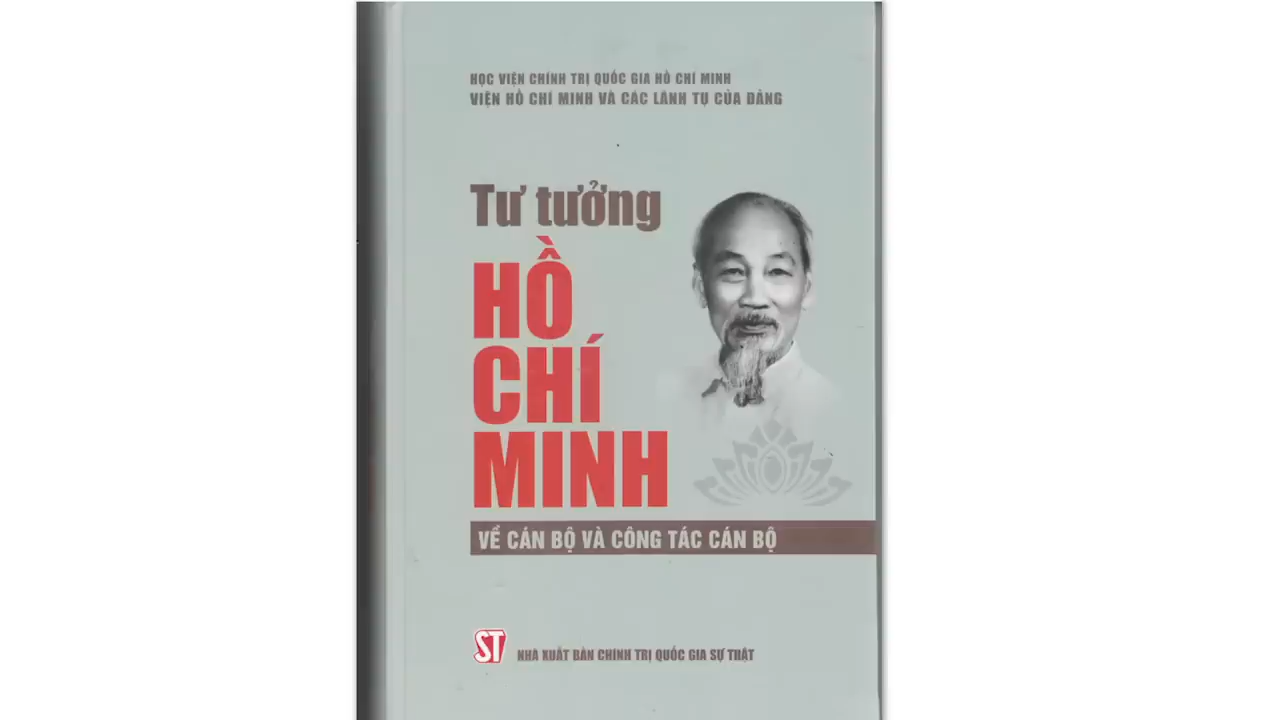 HỌC VIỆN CHÍNH TRỊ QUỐC GIA HỒ CHÍ MINH
VIỆN HỒ CHÍ MINH VÀ CÁC LÃNH TỤ CỦA ĐẢNG
Tư tưởng
HỒ
CHÍ
MINH
VỀ CÁN BỘ VÀ CÔNG TÁC CÁN BỘ
ST
NHÀ XUẤT BẢN CHÍNH TRỊ QUỐC GIA SỰ THẬT